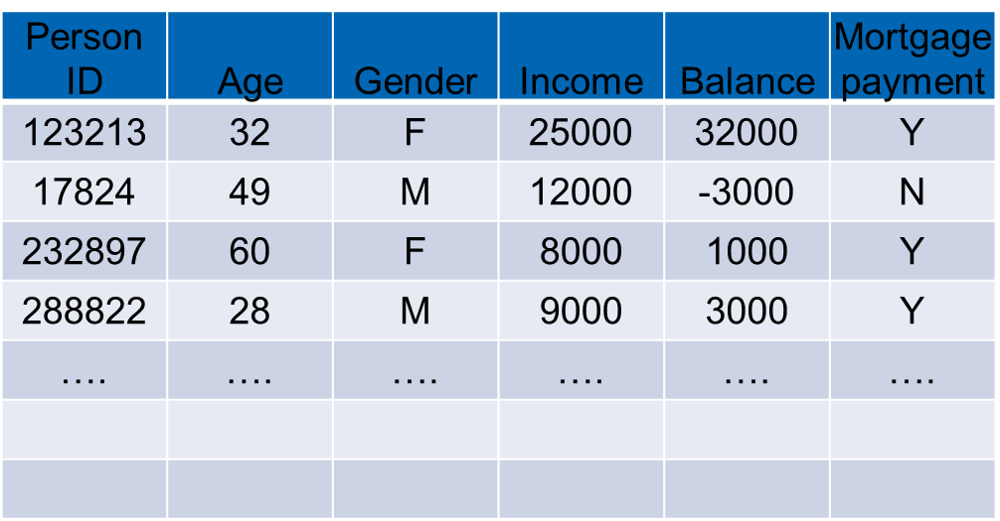 Person ID Age Gender Income Balance Mortgage payment
123213 32 F 25000 32000 Y
17824 49 M 12000 -3000 N
232897 60 F 8000 1000 Y
288822 28 M 9000 3000 Y
…. …. …. …. …. ….